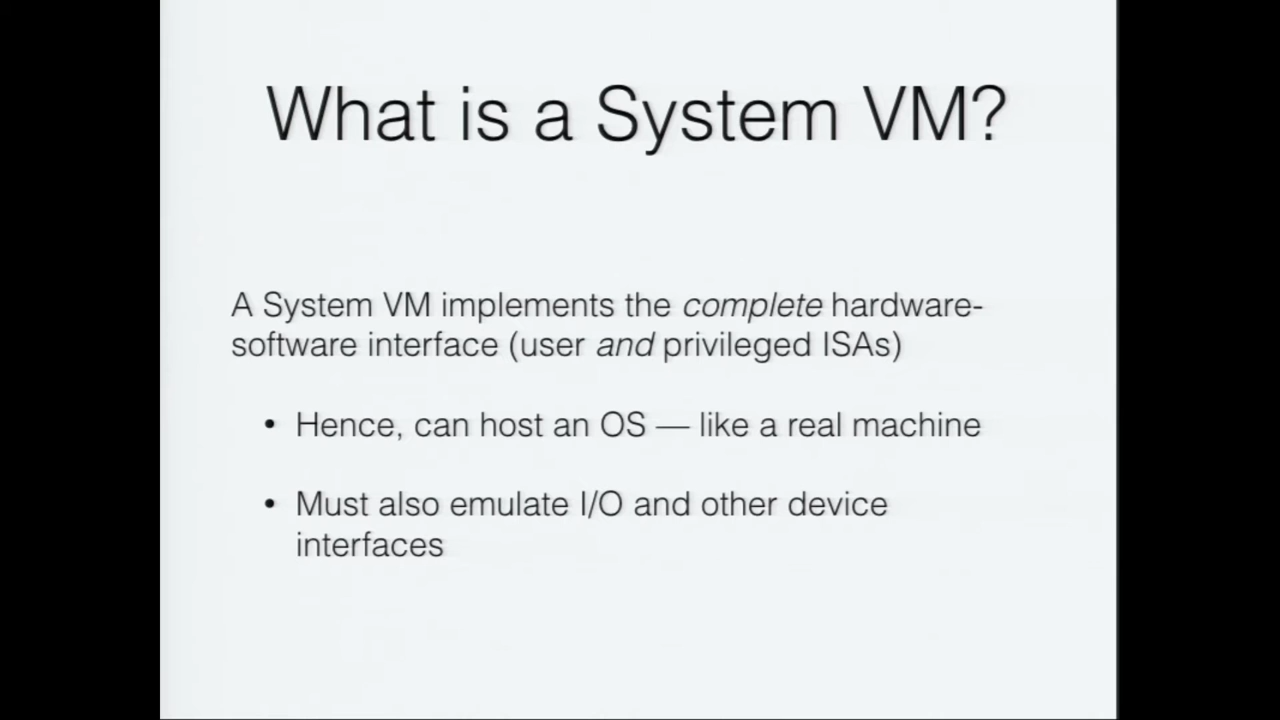 What is a System VM?
A System VM implements the complete hardware-
software interface (user and privileged ISAs)
• Hence, can host an OS — like a real machine
• Must also emulate I/O and other device
interfaces